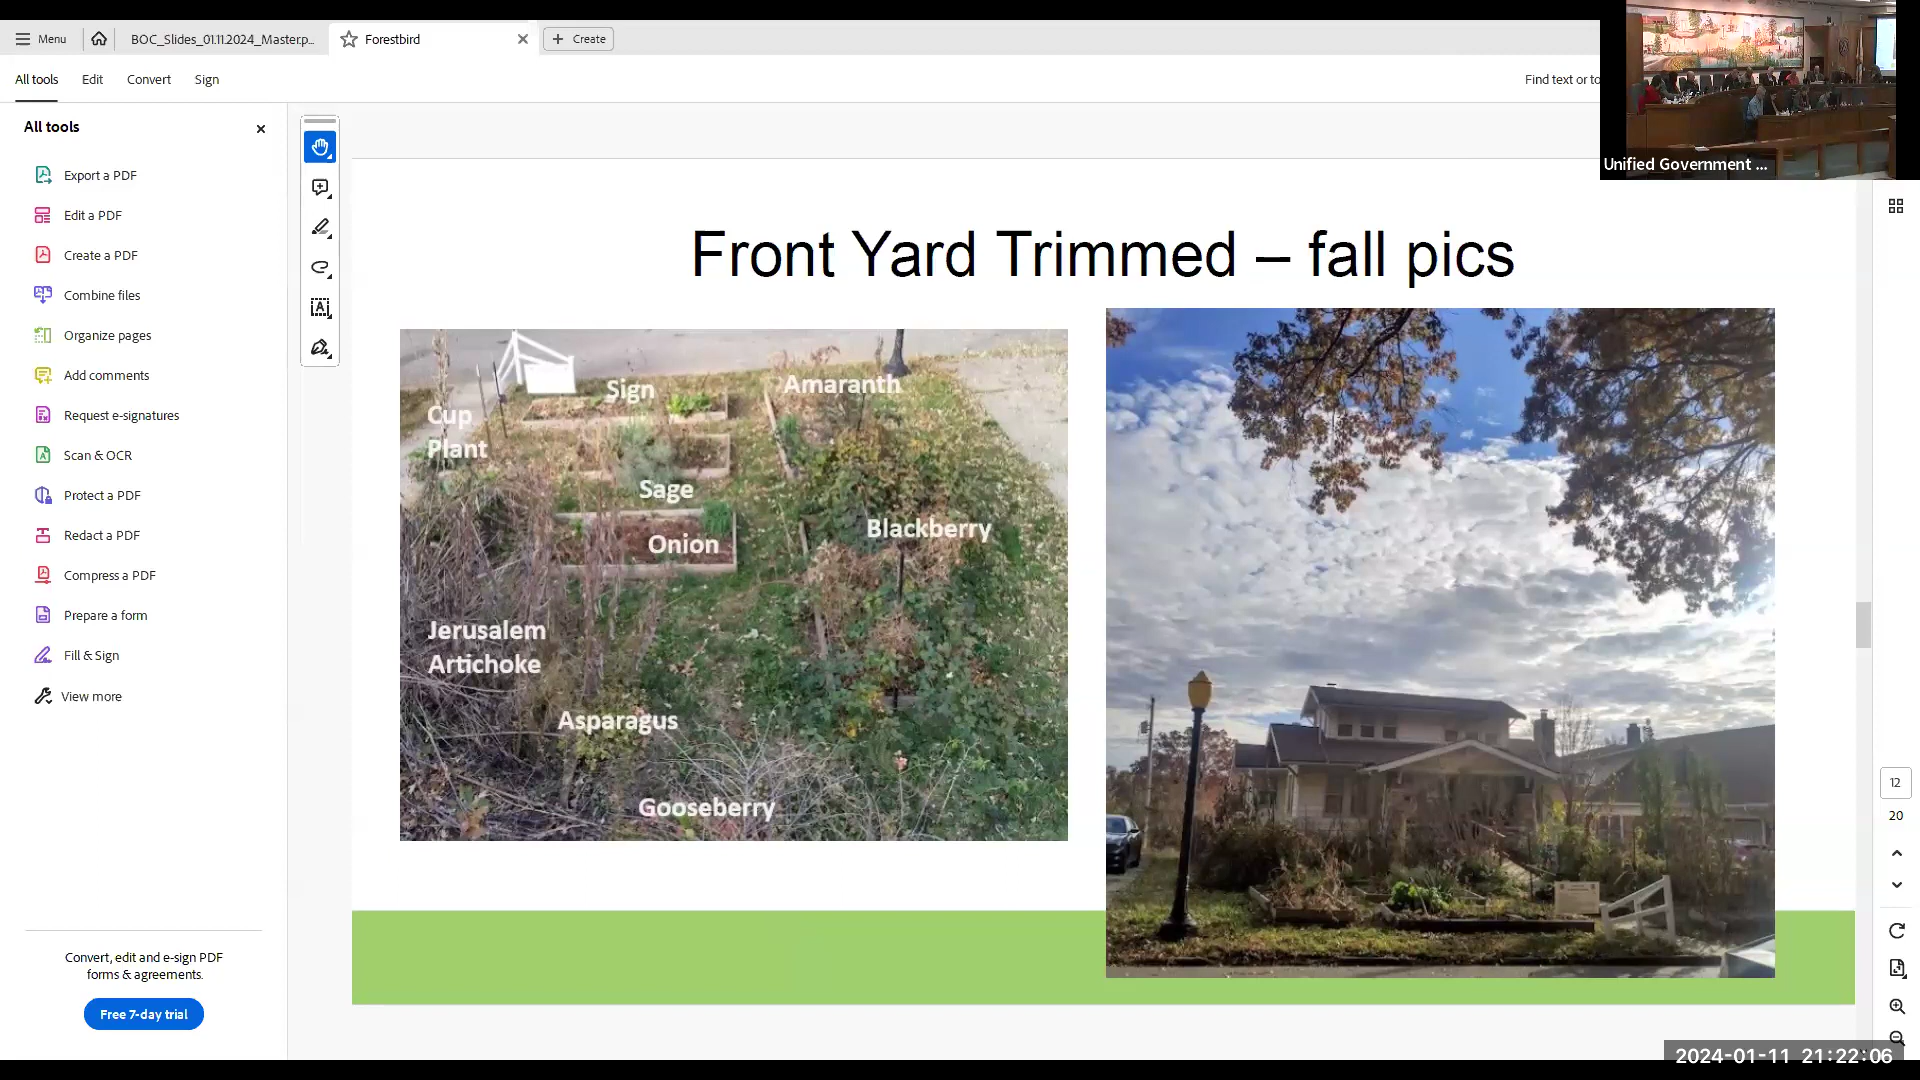 Menu
BOC_Slides_01.11.2024_Master.p...
Forestbird
Create
All tools
Edit
Convert
Sign
Find text or to
Unified Government ...
All tools
Export a PDF
Edit a PDF
Create a PDF
Combine files
Organize pages
Add comments
Request e-signatures
Scan & OCR
Protect a PDF
Redact a PDF
Compress a PDF
Prepare a form
Fill & Sign
View more
Convert, edit and e-sign PDF
forms & agreements.
Free 7-day trial
Front Yard Trimmed – fall pics
Sign
Amaranth
Cup
Plant
Sage
Blackberry
Onion
Jerusalem
Artichoke
Asparagus
Gooseberry
12
20
2024-01-11 21:22:06